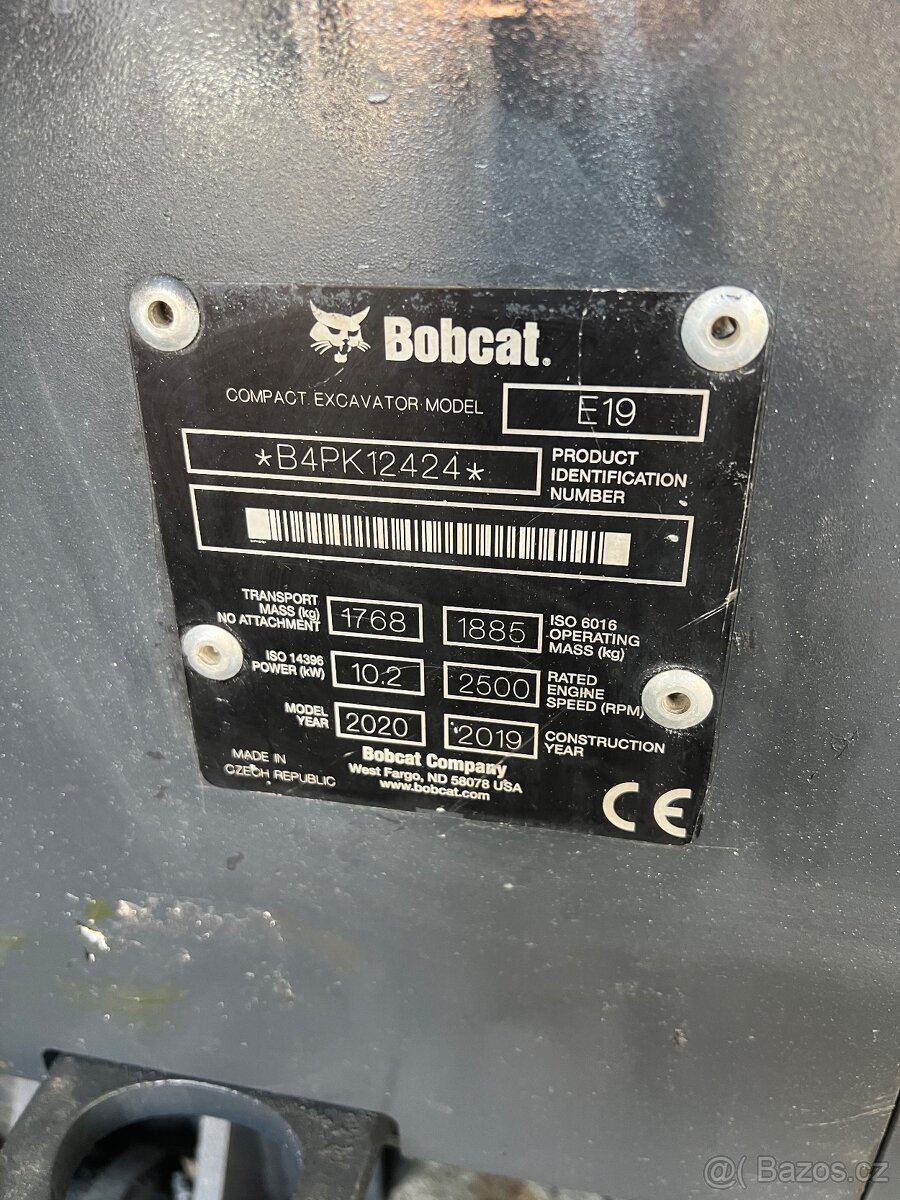 Bobcat®
COMPACT EXCAVATOR MODEL E19
*B4PK12424*
PRODUCT
IDENTIFICATION
NUMBER
TRANSPORT
MASS (kg)
NO ATTACHMENT
1768
1885
ISO 6016
OPERATING
MASS (kg)
ISO 14396
POWER (kW)
10.2
2500
RATED
ENGINE
SPEED (RPM)
MODEL
YEAR
2020
2019
CONSTRUCTION
YEAR
MADE IN
CZECH REPUBLIC
Bobcat Company
West Fargo, ND 58078 USA
www.bobcat.com
CE
Bazos.cz